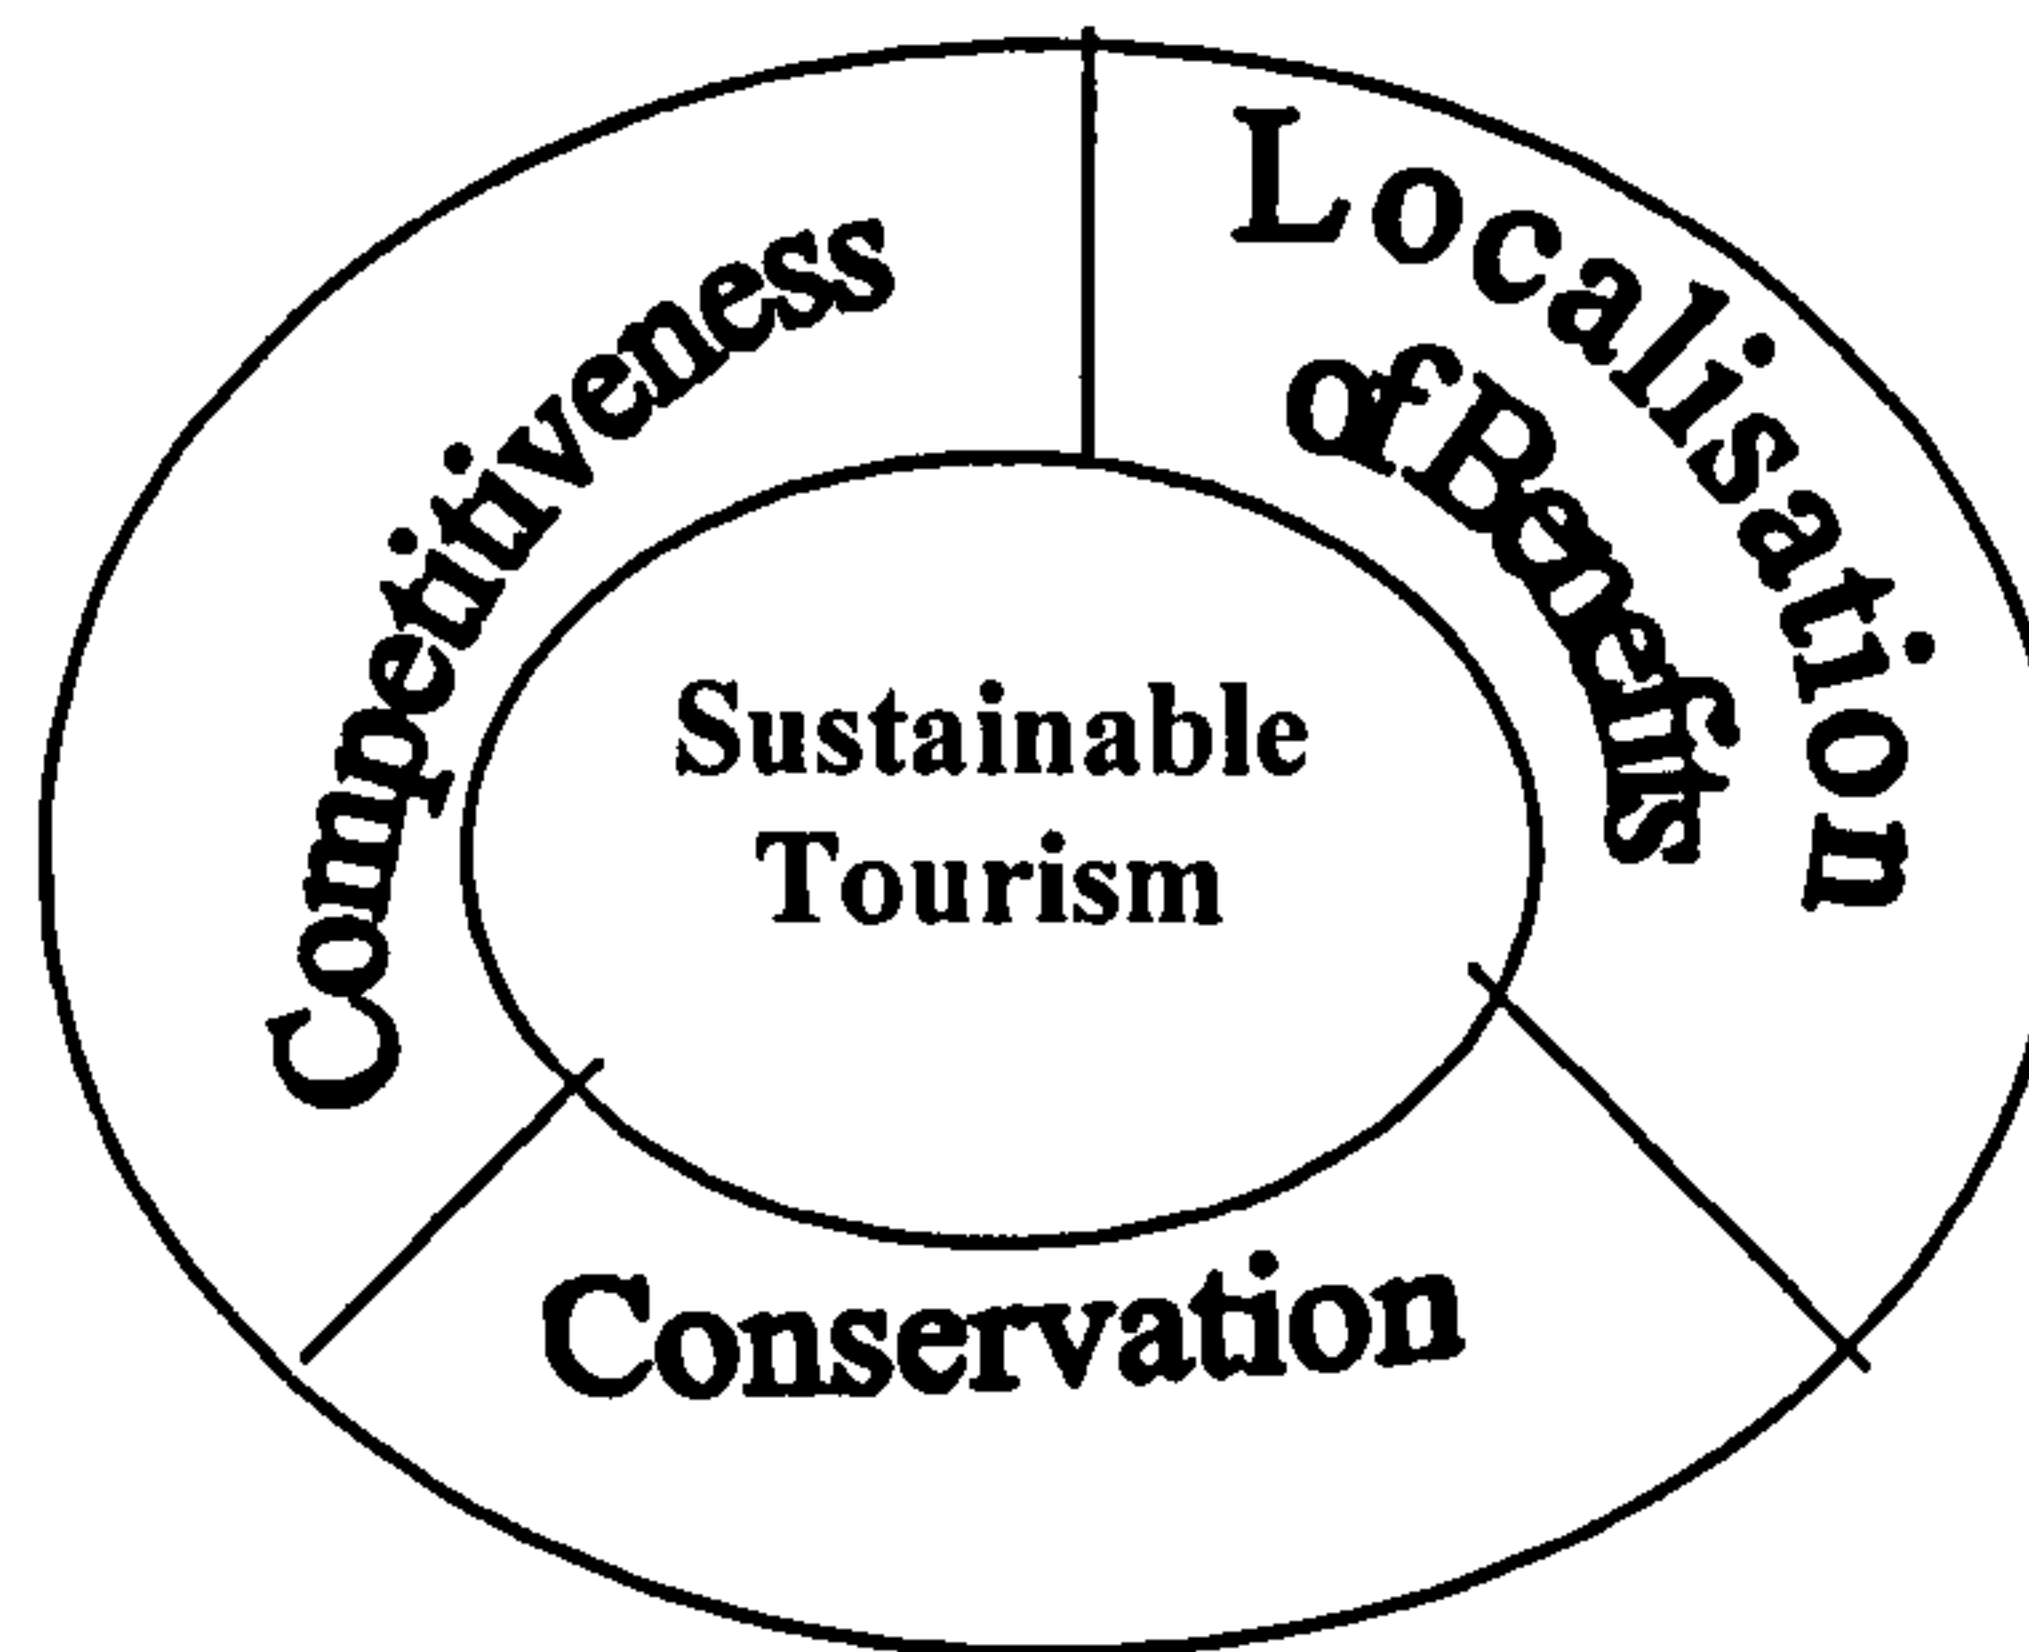 Competitiveness
Localisation
of Benefits
Sustainable
Tourism
Conservation